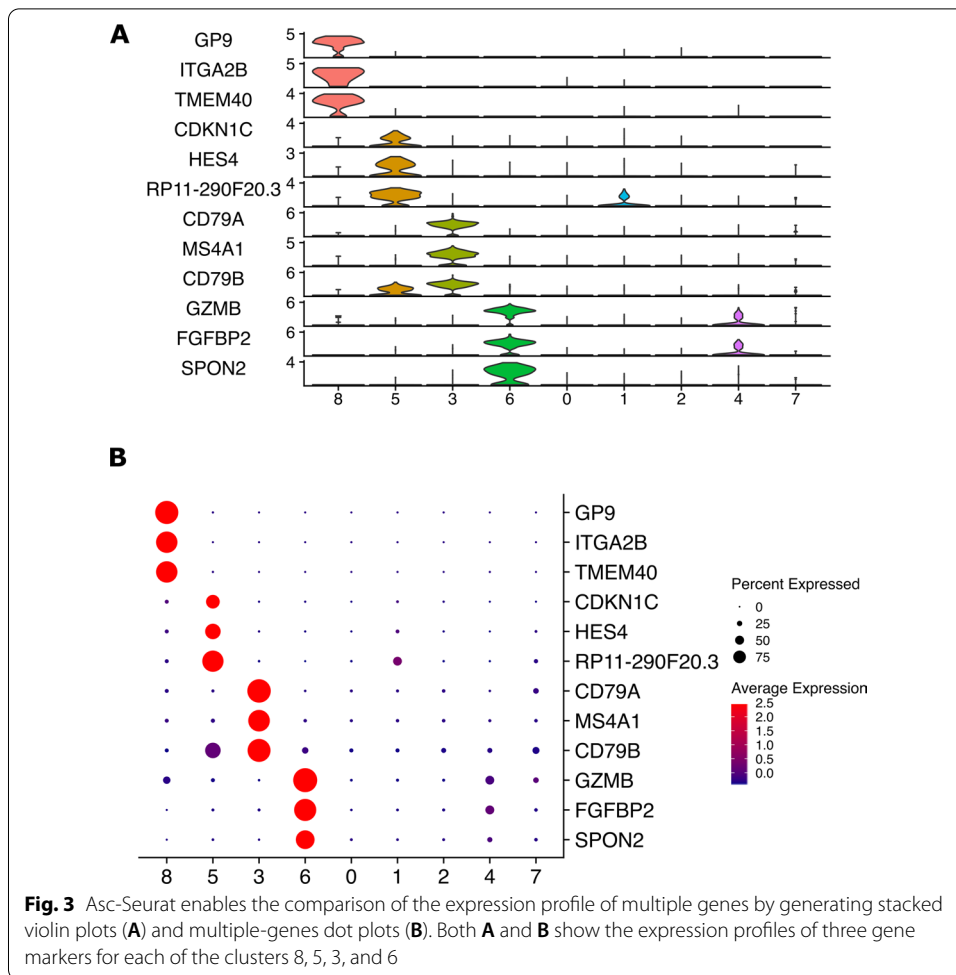 A
GP9 5
ITGA2B 5
TMEM40 4
CDKN1C 4
HES4 3
RP11-290F20.3 4
CD79A 6
MS4A1 5
CD79B 6
GZMB 6
FGFBP2 6
SPON2 4
8 5 3 6 0 1 2 4 7
B
GP9
ITGA2B
TMEM40
CDKN1C
HES4
RP11-290F20.3
CD79A
MS4A1
CD79B
GZMB
FGFBP2
SPON2
8 5 3 6 0 1 2 4 7
Percent Expressed
0
25
50
75
Average Expression
2.5
2.0
1.5
1.0
0.5
0.0
Fig. 3 Asc-Seurat enables the comparison of the expression profile of multiple genes by generating stacked
violin plots (A) and multiple-genes dot plots (B). Both A and B show the expression profiles of three gene
markers for each of the clusters 8, 5, 3, and 6